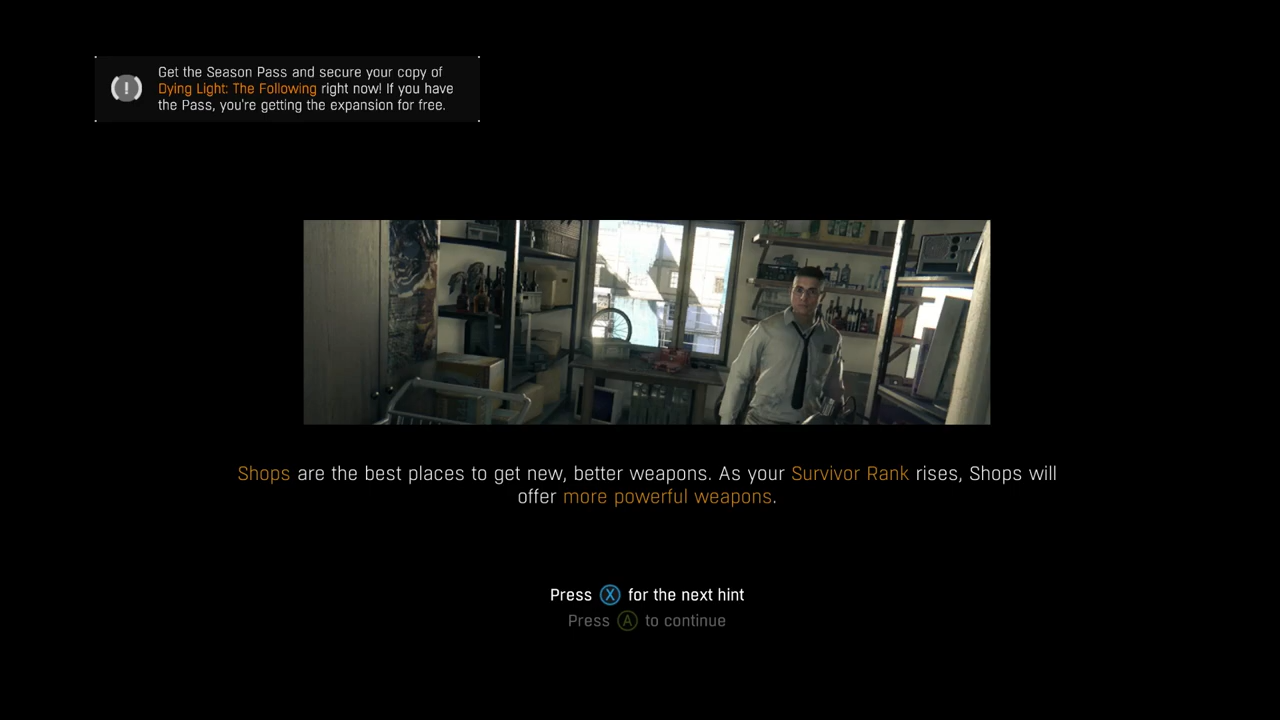 Get the Season Pass and secure your copy of
Dying Light: The Following right now! If you have
the Pass, you're getting the expansion for free.
Shops are the best places to get new, better weapons. As your Survivor Rank rises, Shops will
offer more powerful weapons.
Press X for the next hint
Press A to continue